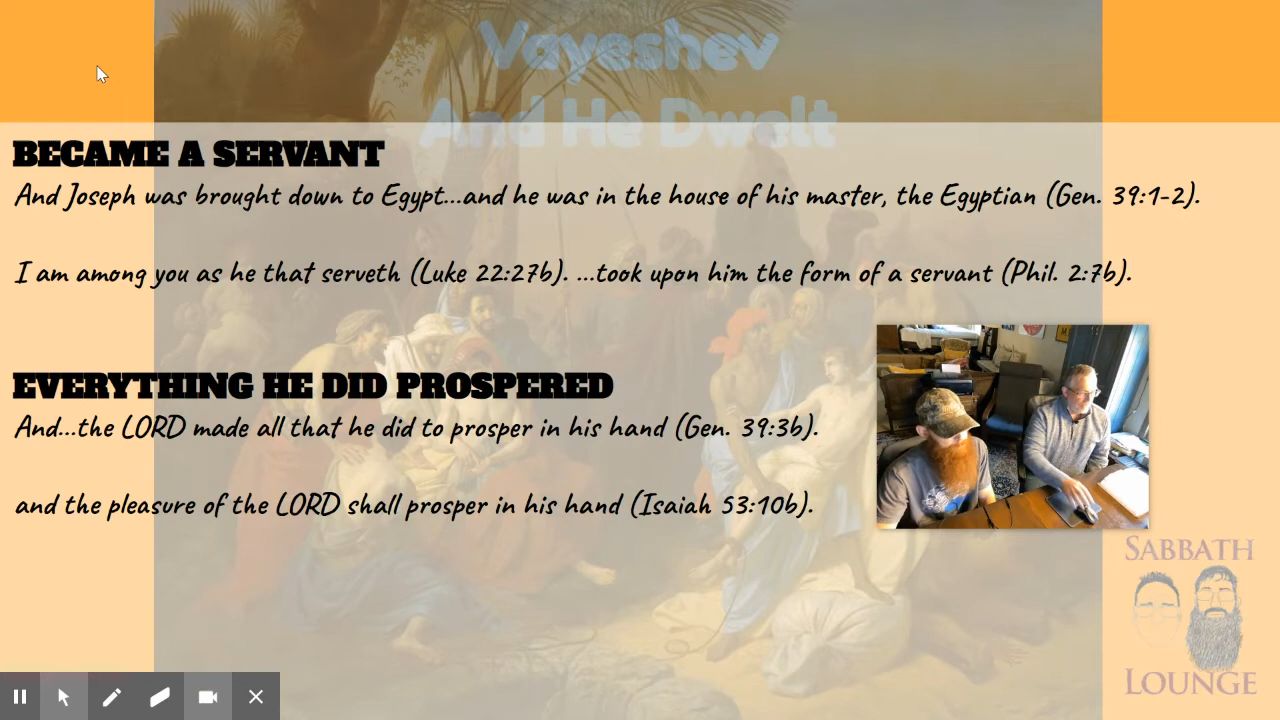 Vayeshev
And He Dwelt
BECAME A SERVANT
And Joseph was brought down to Egypt...and he was in the house of his master, the Egyptian (Gen. 39:1-2).
I am among you as he that serveth (Luke 22:27b). ...took upon him the form of a servant (Phil. 2:7b).
EVERYTHING HE DID PROSPERED
And...the LORD made all that he did to prosper in his hand (Gen. 39:3b).
and the pleasure of the LORD shall prosper in his hand (Isaiah 53:10b).
SABBATH
LOUNGE